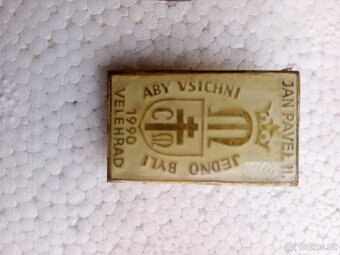 JAN PAVEL II.
ABY VŠICHNI
JEDNO BYLI
C M
1990
VELEHRAD